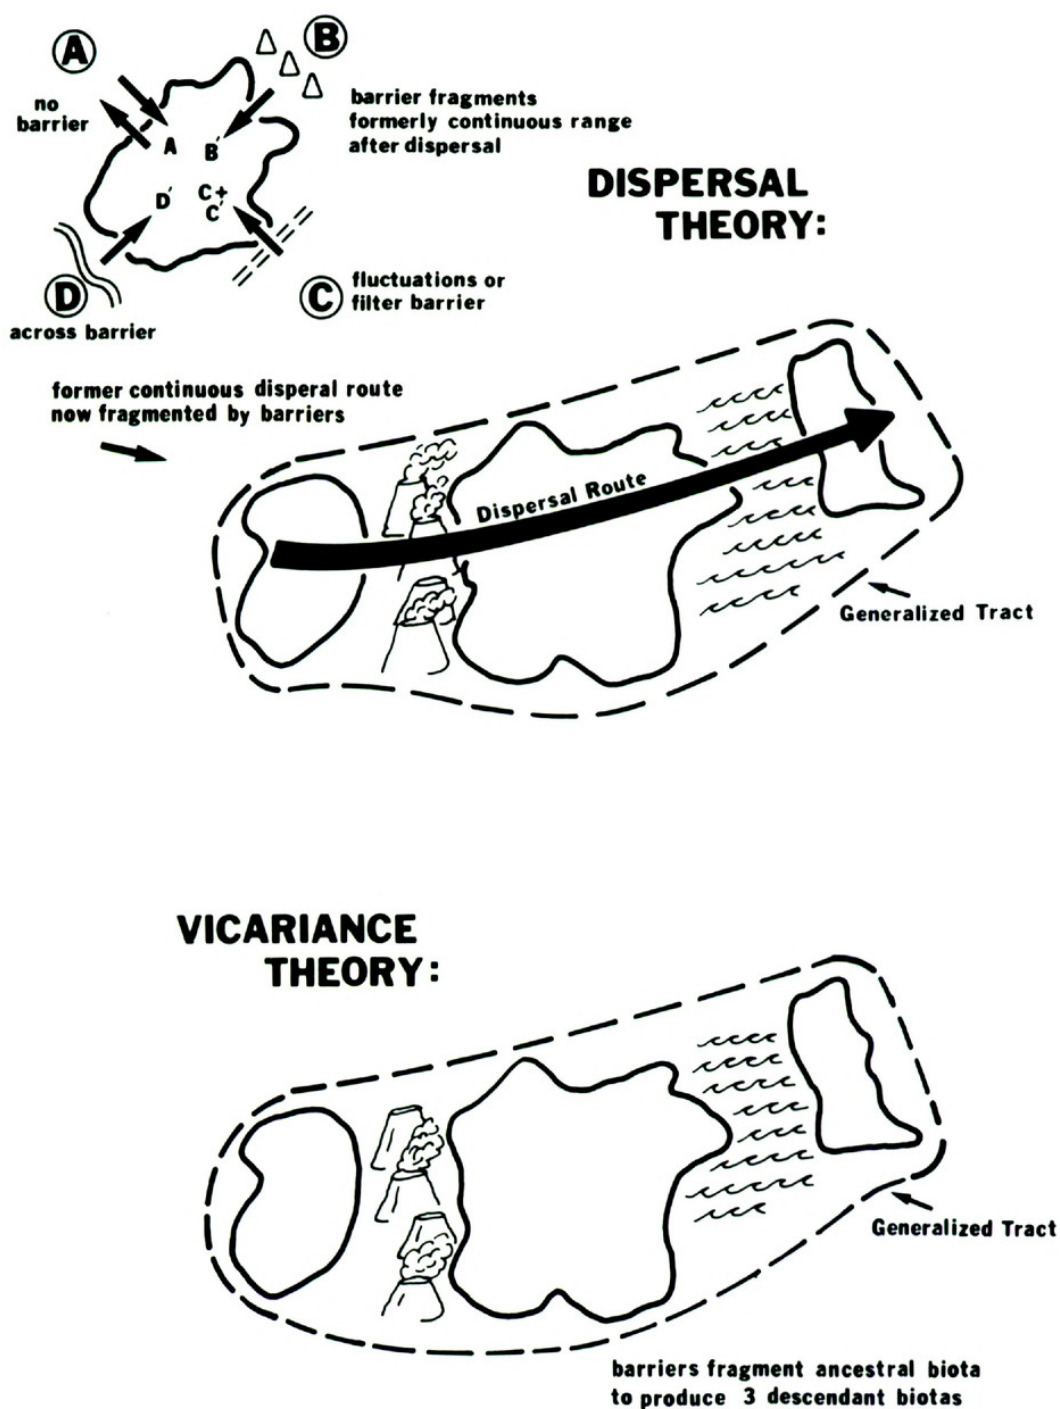 A
B
no
barrier
barrier fragments
formerly continuous range
after dispersal
A
B'
D'
C+
C'
DISPERSAL
THEORY:
D
C
fluctuations or
filter barrier
across barrier
former continuous disperal route
now fragmented by barriers
Dispersal Route
Generalized Tract
VICARIANCE
THEORY:
Generalized Tract
barriers fragment ancestral biota
to produce 3 descendant biotas